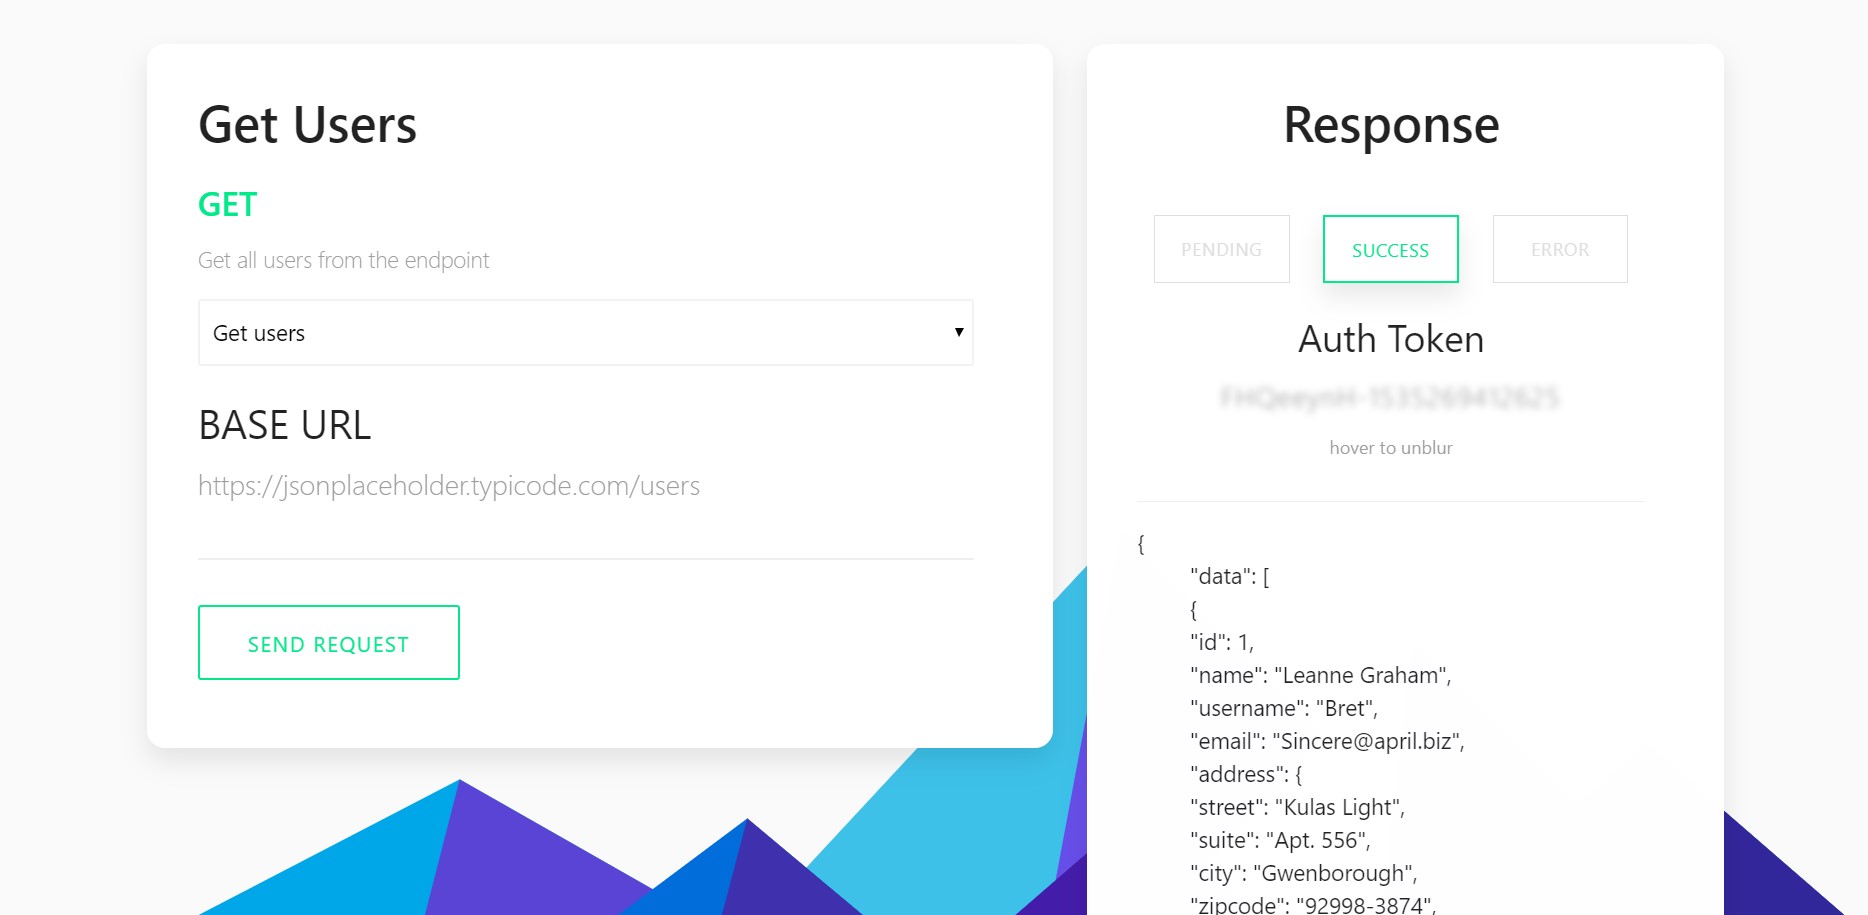 Get Users
GET
Get all users from the endpoint
Get users
BASE URL
https://jsonplaceholder.typicode.com/users
SEND REQUEST
Response
PENDING
SUCCESS
ERROR
Auth Token
FHQeeynH-1535269412625
hover to unblur
{
"data": [
{
"id": 1,
"name": "Leanne Graham",
"username": "Bret",
"email": "Sincere@april.biz",
"address": {
"street": "Kulas Light",
"suite": "Apt. 556",
"city": "Gwenborough",
"zipcode": "92998-3874",